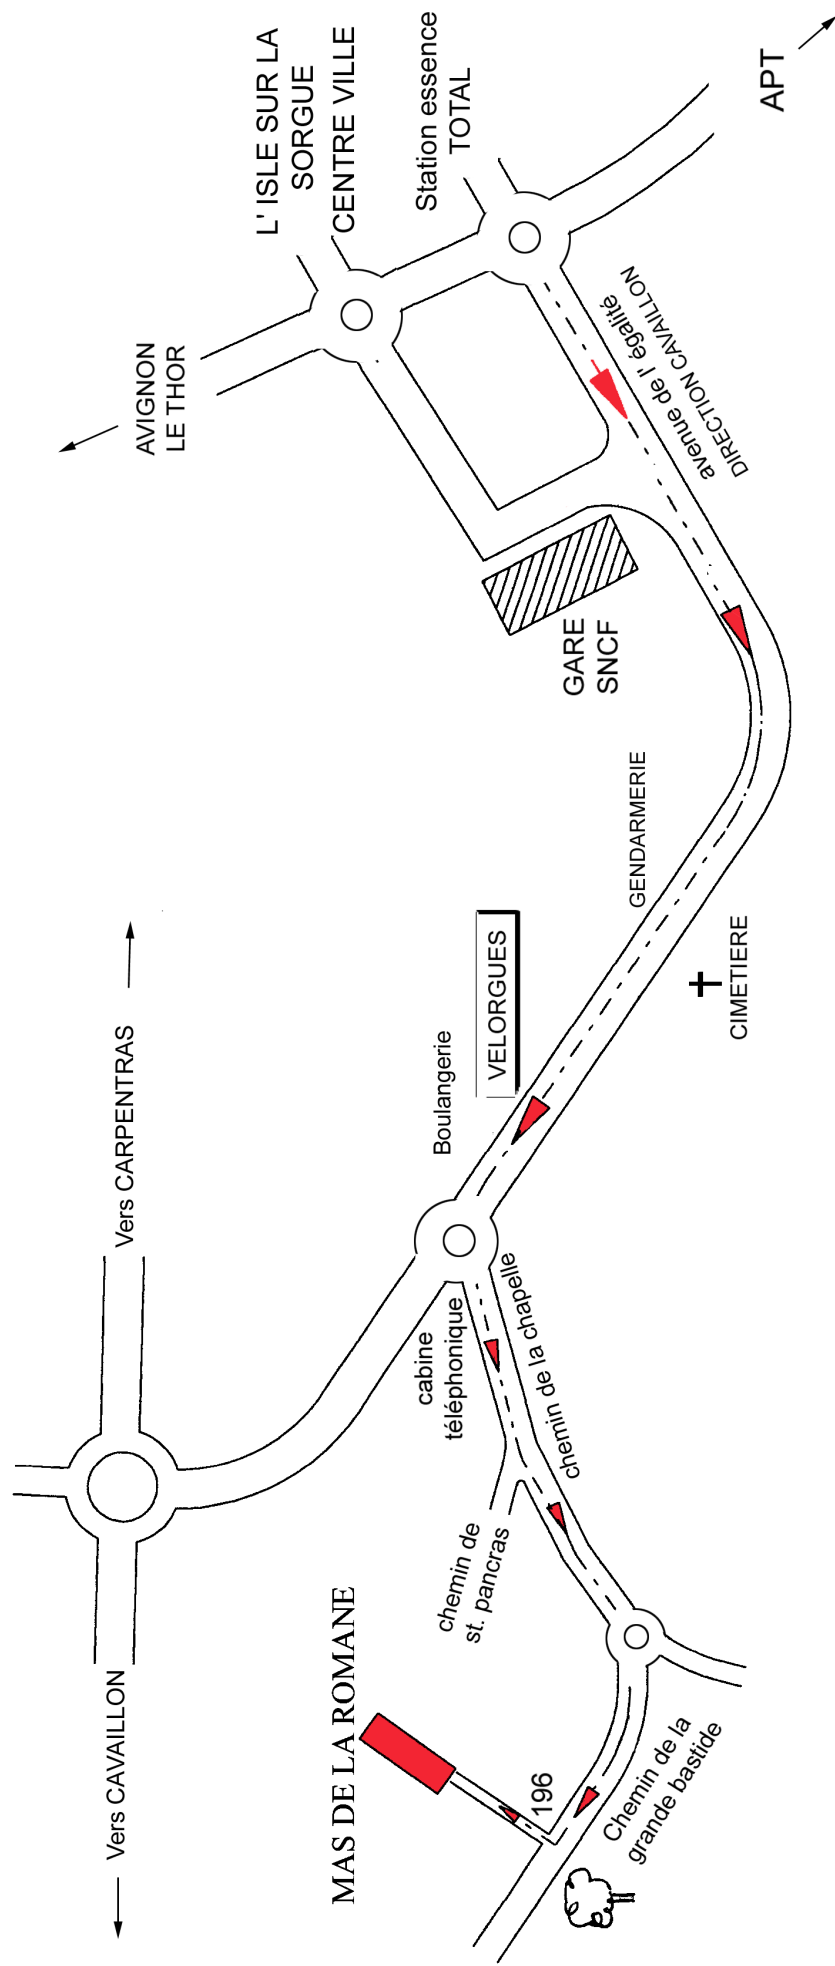 L' ISLE SUR LA
SORGUE
CENTRE VILLE
Station essence
TOTAL
APT
AVIGNON
LE THOR
avenue de l' égalité
DIRECTION CAVAILLON
GARE
SNCF
GENDARMERIE
CIMETIERE
VELORGUES
Boulangerie
Vers CARPENTRAS
cabine
téléphonique
chemin de la chapelle
chemin de
st. pancras
Vers CAVAILLON
MAS DE LA ROMANE
196
Chemin de la
grande bastide